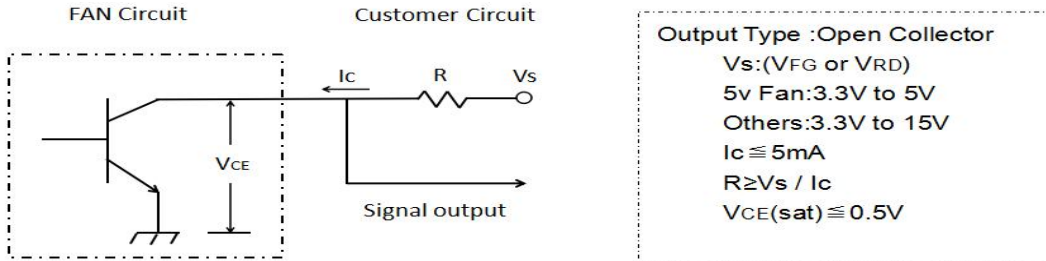 FAN Circuit
Customer Circuit
Ic
R
Vs
VCE
Signal output
Output Type :Open Collector
Vs:(VFG or VRD)
5v Fan:3.3V to 5V
Others:3.3V to 15V
Ic≦5mA
R≥Vs / Ic
VCE(sat)≦0.5V